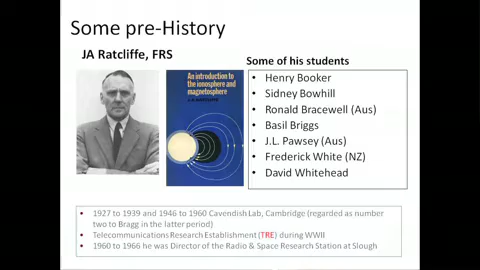 Some pre-History
JA Ratcliffe, FRS
An introduction to
the ionosphere and
magnetosphere
J.A. RATCLIFFE
Some of his students
• Henry Booker
• Sidney Bowhill
• Ronald Bracewell (Aus)
• Basil Briggs
• J.L. Pawsey (Aus)
• Frederick White (NZ)
• David Whitehead
• 1927 to 1939 and 1946 to 1960 Cavendish Lab, Cambridge (regarded as number
two to Bragg in the latter period)
• Telecommunications Research Establishment (TRE) during WWII
• 1960 to 1966 he was Director of the Radio & Space Research Station at Slough